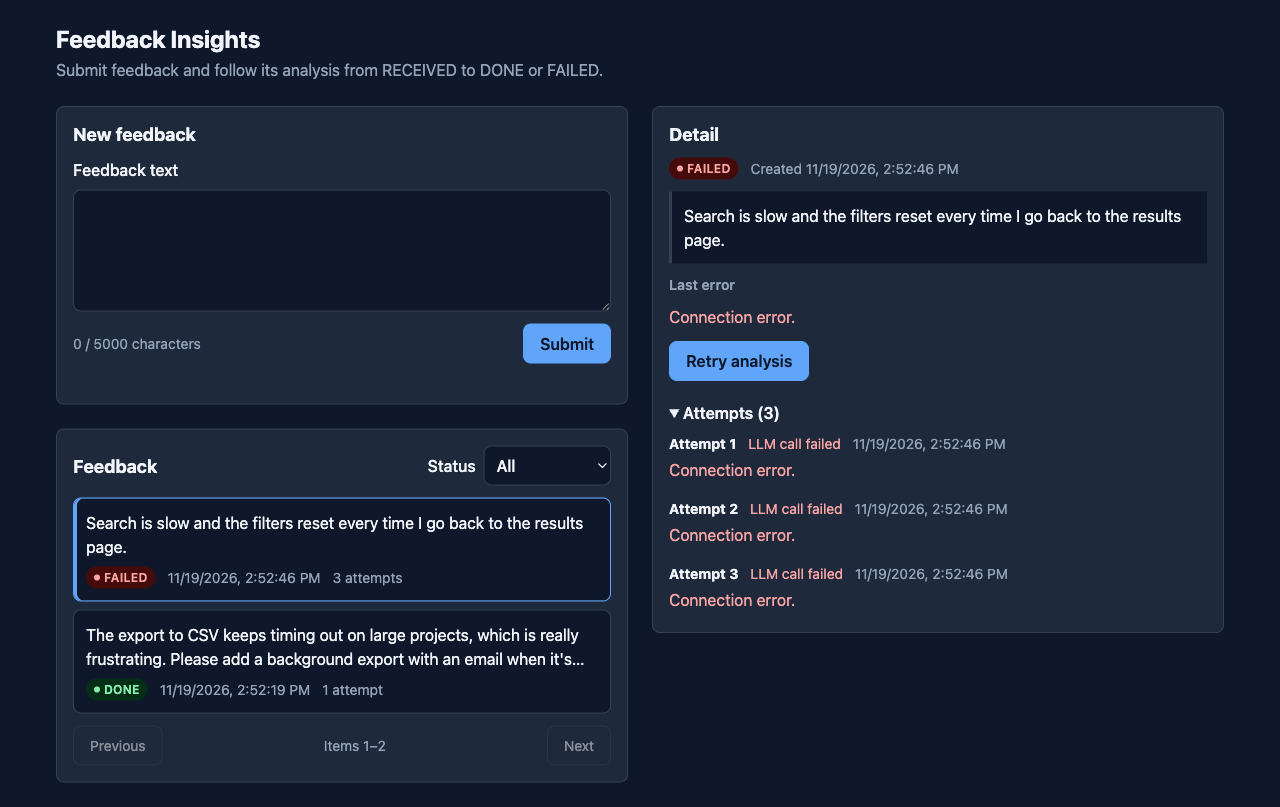 Feedback Insights
Submit feedback and follow its analysis from RECEIVED to DONE or FAILED.
New feedback
Feedback text
0 / 5000 characters
Submit
Feedback
Status
All
Search is slow and the filters reset every time I go back to the results
page.
FAILED 11/19/2026, 2:52:46 PM 3 attempts
The export to CSV keeps timing out on large projects, which is really
frustrating. Please add a background export with an email when it's...
DONE 11/19/2026, 2:52:19 PM 1 attempt
Previous
Items 1–2
Next
Detail
FAILED Created 11/19/2026, 2:52:46 PM
Search is slow and the filters reset every time I go back to the results
page.
Last error
Connection error.
Retry analysis
Attempts (3)
Attempt 1 LLM call failed 11/19/2026, 2:52:46 PM
Connection error.
Attempt 2 LLM call failed 11/19/2026, 2:52:46 PM
Connection error.
Attempt 3 LLM call failed 11/19/2026, 2:52:46 PM
Connection error.